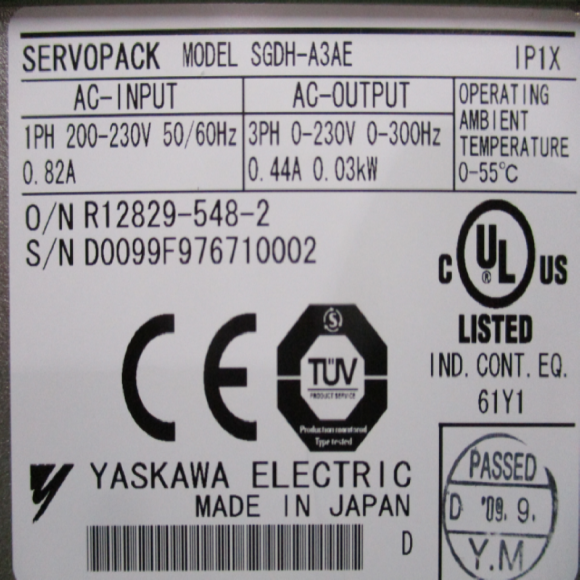 SERVOPACK MODEL SGDH-A3AE IP1X
AC-INPUT
1PH 200-230V 50/60Hz
0.82A
AC-OUTPUT
3PH 0-230V 0-300Hz
0.44A 0.03kW
OPERATING
AMBIENT
TEMPERATURE
0-55℃
O/N R12829-548-2
S/N D0099F976710002
C UL ® US
LISTED
IND. CONT. EQ.
61Y1
CE
S
TÜV
PRODUCT SERVICE
Production monitored
Type tested
YASKAWA ELECTRIC
MADE IN JAPAN
D
PASSED
D '09. 9.
Y.M